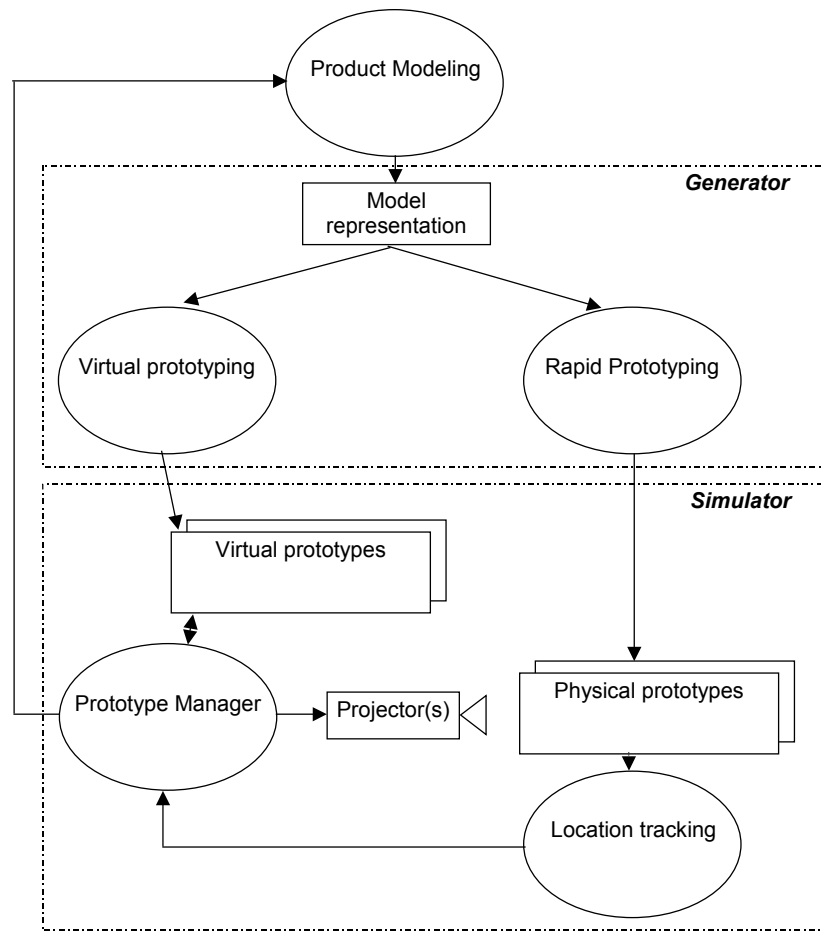 Product Modeling
Generator
Model
representation
Virtual prototyping
Rapid Prototyping
Simulator
Virtual prototypes
Physical prototypes
Prototype Manager
Projector(s)
Location tracking